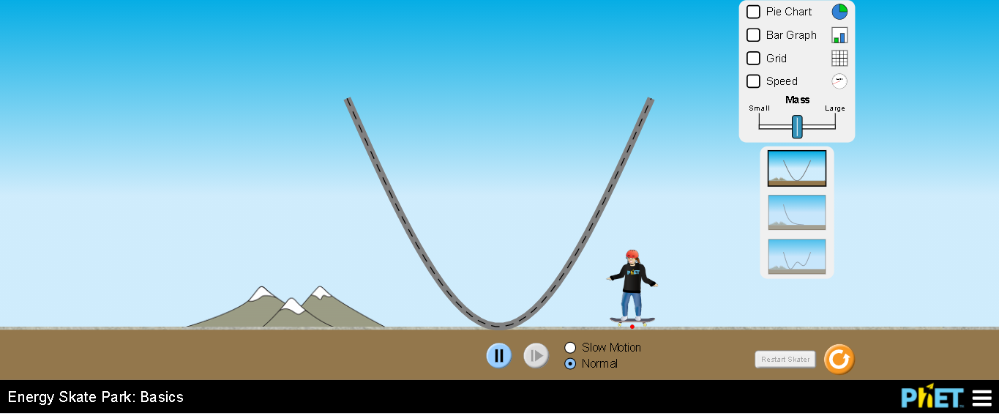 Pie Chart
Bar Graph
Grid
Speed
Mass
Small Large
PhET
Slow Motion
Normal
Restart Skater
Energy Skate Park: Basics
PhET